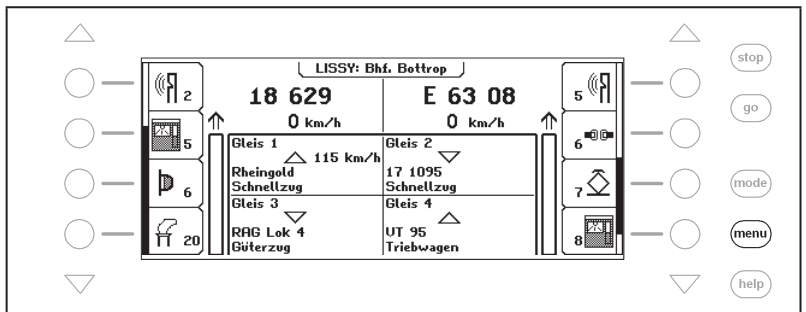 LISSY: Bhf. Bottrop
18 629
E 63 08
0 km/h
0 km/h
2
5
6
20
5
6
7
8
Gleis 1
115 km/h
Rheingold
Schnellzug
Gleis 2
17 1095
Schnellzug
Gleis 3
RAG Lok 4
Güterzug
Gleis 4
VT 95
Triebwagen
stop
go
mode
menu
help